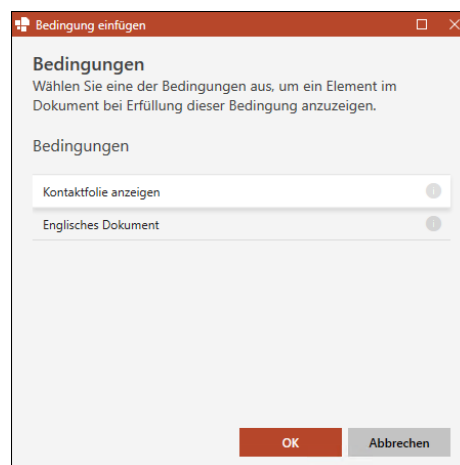 Bedingung einfügen
Bedingungen
Wählen Sie eine der Bedingungen aus, um ein Element im
Dokument bei Erfüllung dieser Bedingung anzuzeigen.
Bedingungen
Kontaktfolie anzeigen
Englisches Dokument
OK Abbrechen